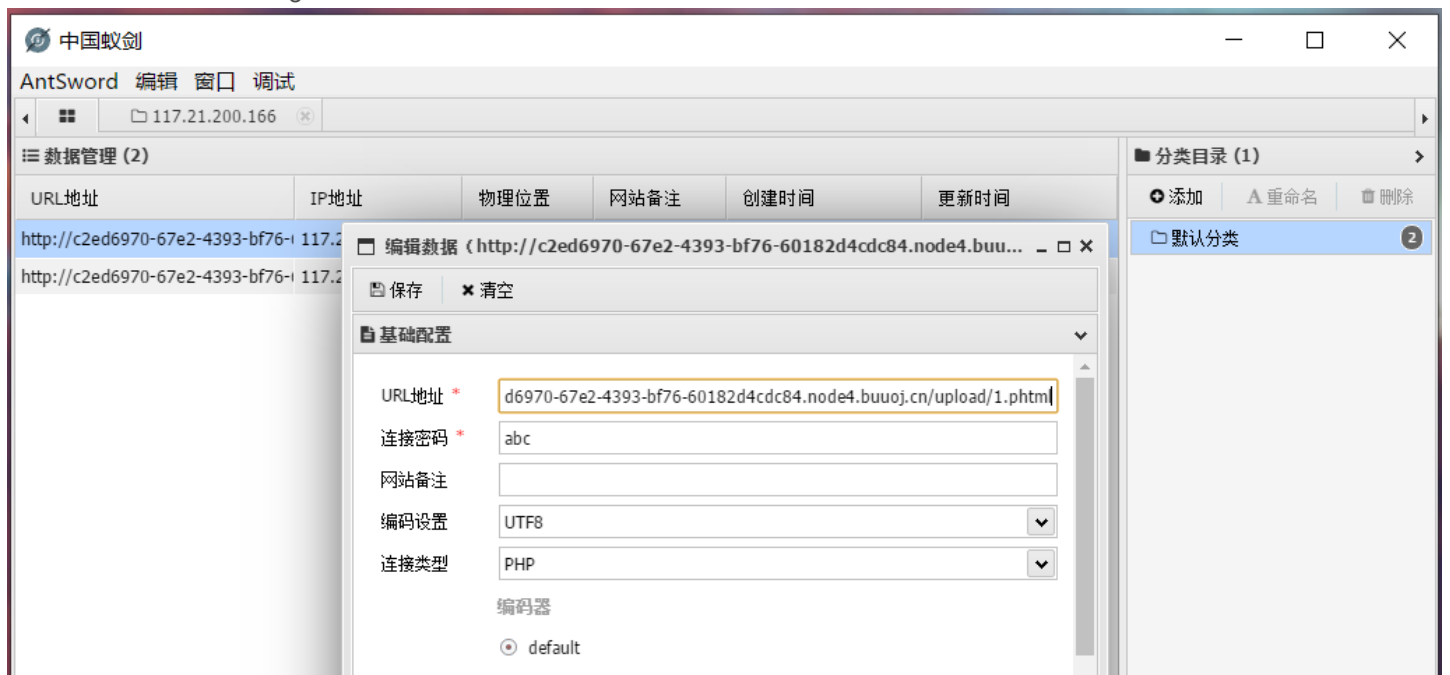 中国蚁剑
AntSword 编辑 窗口 调试
117.21.200.166
数据管理 (2)
分类目录 (1)
URL地址 IP地址 物理位置 网站备注 创建时间 更新时间
添加 A 重命名 删除
http://c2ed6970-67e2-4393-bf76- 117.2
默认分类 2
http://c2ed6970-67e2-4393-bf76- 117.2
编辑数据 (http://c2ed6970-67e2-4393-bf76-60182d4cdc84.node4.buu...
保存 清空
基础配置
URL地址 * d6970-67e2-4393-bf76-60182d4cdc84.node4.buuoj.cn/upload/1.phtml
连接密码 * abc
网站备注
编码设置 UTF8
连接类型 PHP
编码器
default